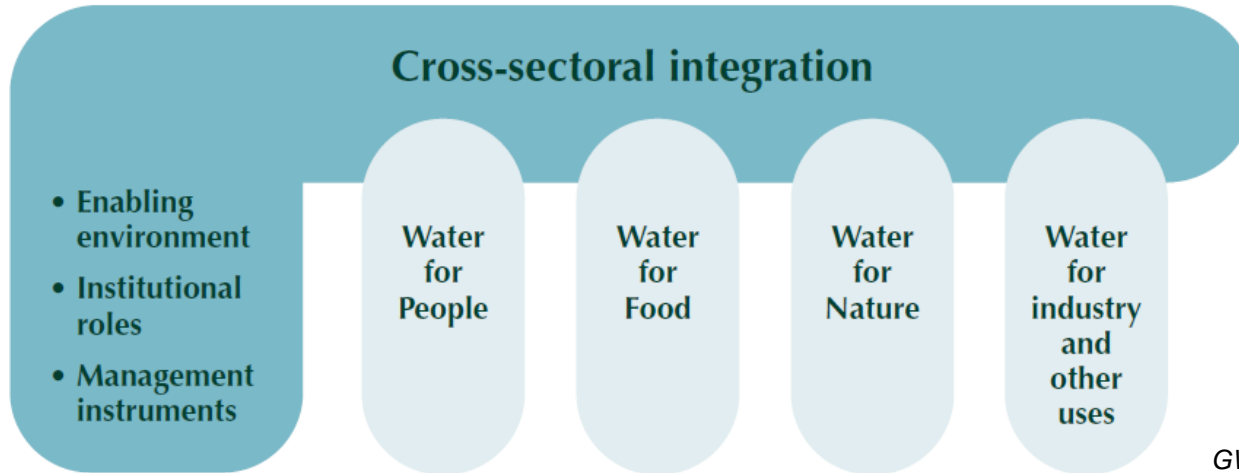 Cross-sectoral integration
• Enabling
environment
• Institutional
roles
• Management
instruments
Water
for
People
Water
for
Food
Water
for
Nature
Water
for
industry
and
other
uses